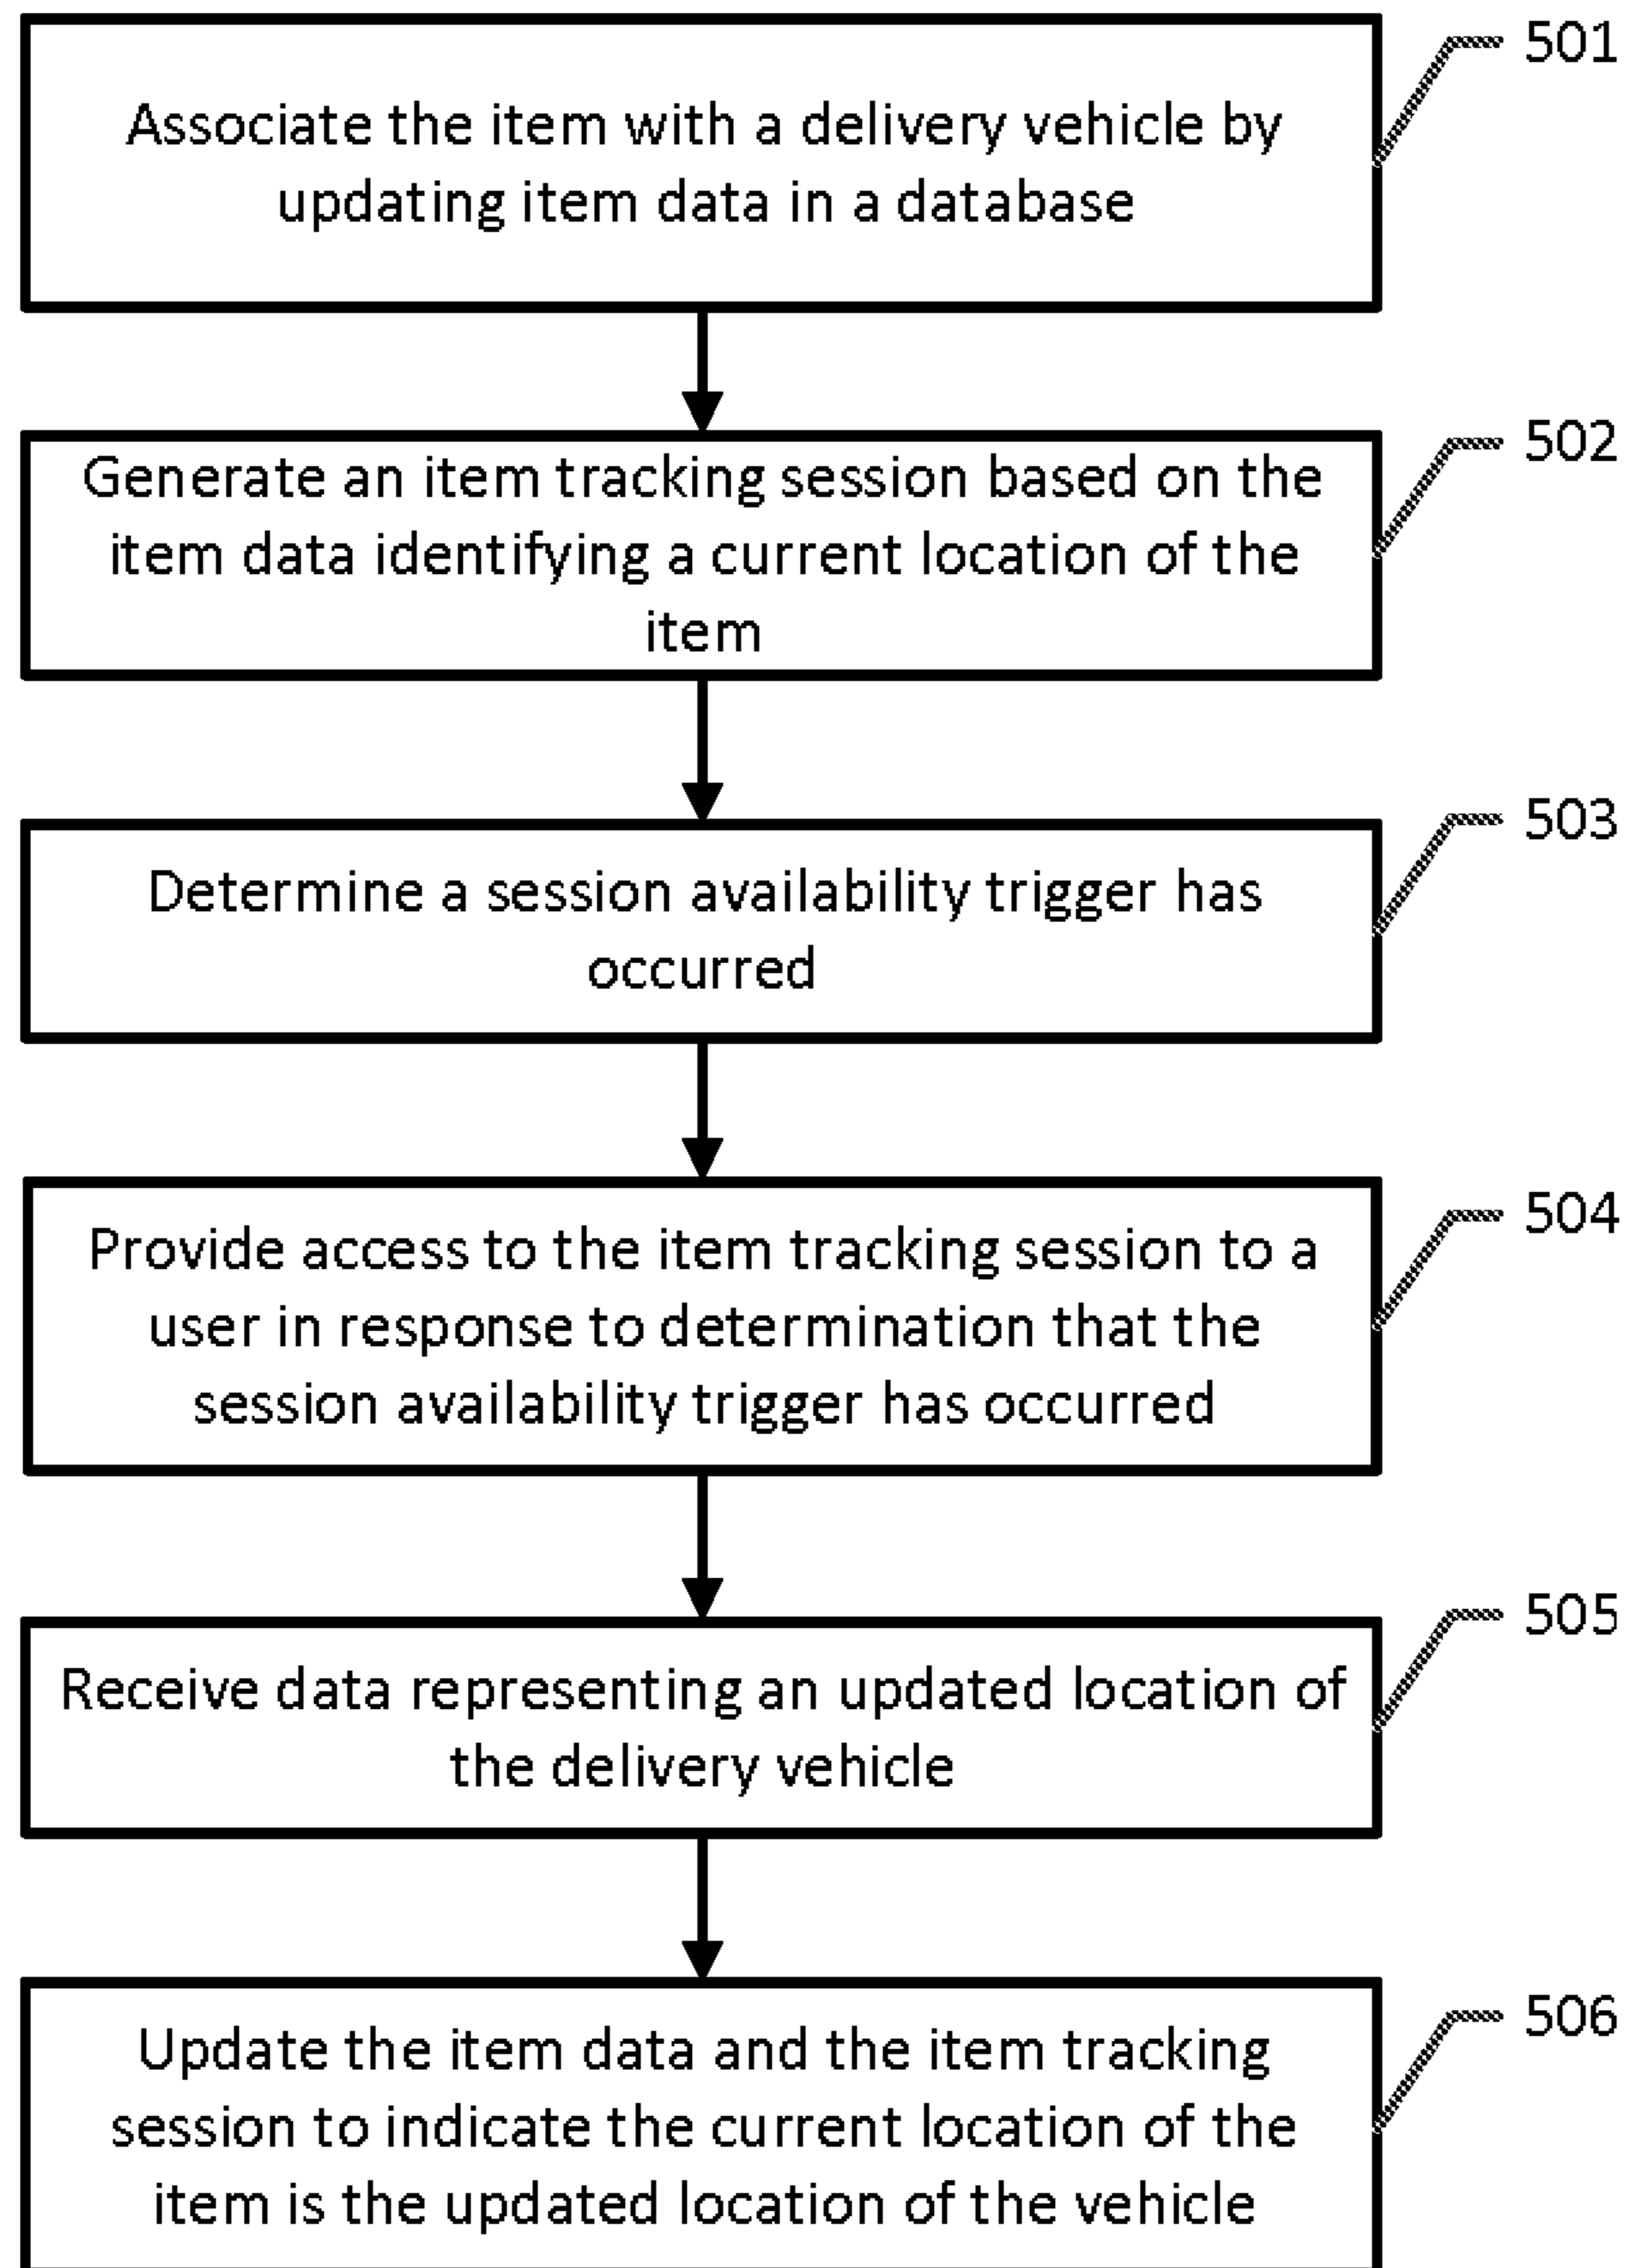 501
Associate the item with a delivery vehicle by
updating item data in a database
502
Generate an item tracking session based on the
item data identifying a current location of the
item
503
Determine a session availability trigger has
occurred
504
Provide access to the item tracking session to a
user in response to determination that the
session availability trigger has occurred
505
Receive data representing an updated location of
the delivery vehicle
506
Update the item data and the item tracking
session to indicate the current location of the
item is the updated location of the vehicle